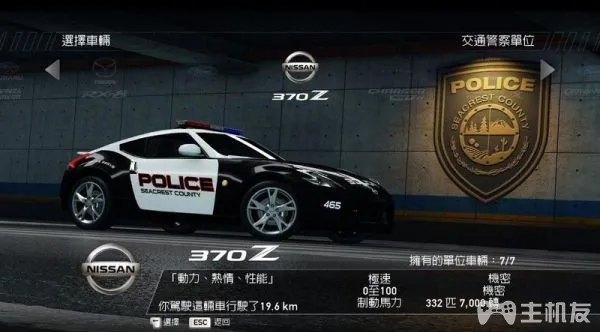 選擇車輛
交通警察單位
NISSAN
370Z
POLICE
SEACREST COUNTY
POLICE
SEACREST COUNTY
465
NISSAN
370Z
擁有的單位車輛：7/7
「動力、熱情、性能」
極速 機密
0至100 機密
你駕駛這輛車行駛了19.6 km
制動馬力 332 匹 7,000 轉
選擇 ESC 返回
主机友